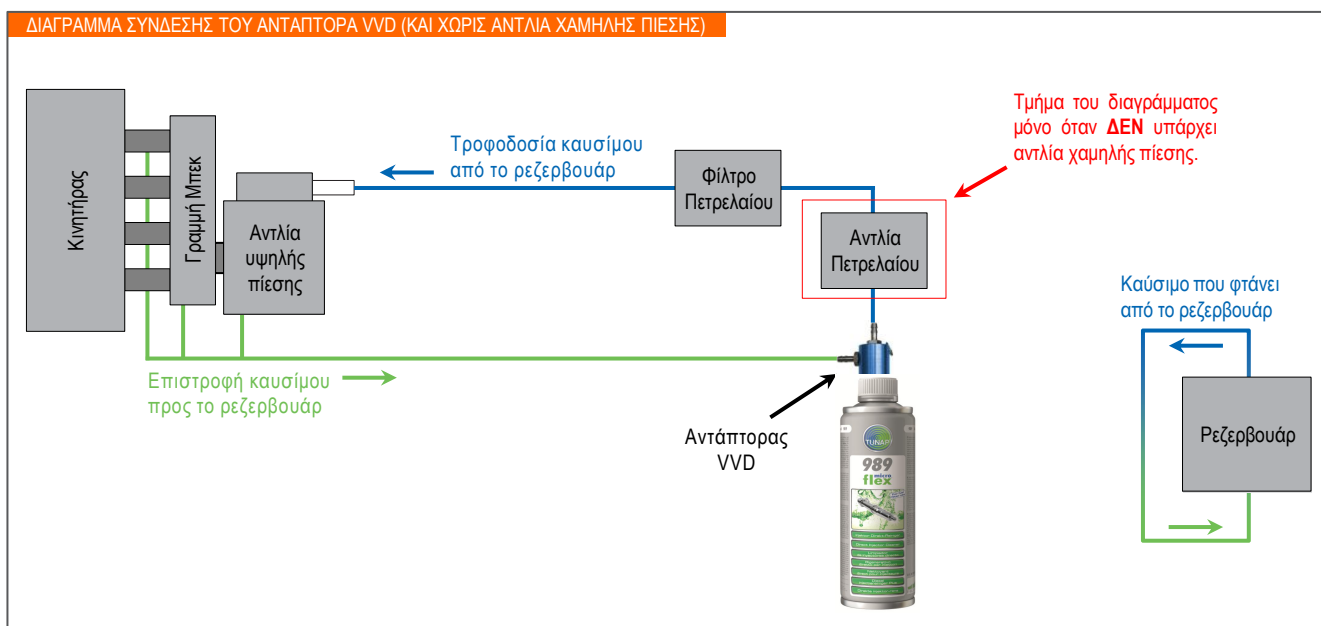 ΔΙΑΓΡΑΜΜΑ ΣΥΝΔΕΣΗΣ ΤΟΥ ΑΝΤΑΠΤΟΡΑ VVD (ΚΑΙ ΧΩΡΙΣ ΑΝΤΛΙΑ ΧΑΜΗΛΗΣ ΠΙΕΣΗΣ)
Κινητήρας
Γραμμή Μπεκ
Αντλία
υψηλής
πίεσης
Τροφοδοσία καυσίμου
από το ρεζερβουάρ
Φίλτρο
Πετρελαίου
Αντλία
Πετρελαίου
Τμήμα του διαγράμματος
μόνο όταν ΔΕΝ υπάρχει
αντλία χαμηλής πίεσης.
Καύσιμο που φτάνει
από το ρεζερβουάρ
Ρεζερβουάρ
Επιστροφή καυσίμου
προς το ρεζερβουάρ
Αντάπτορας
VVD
TUNAP
989
micro
flex